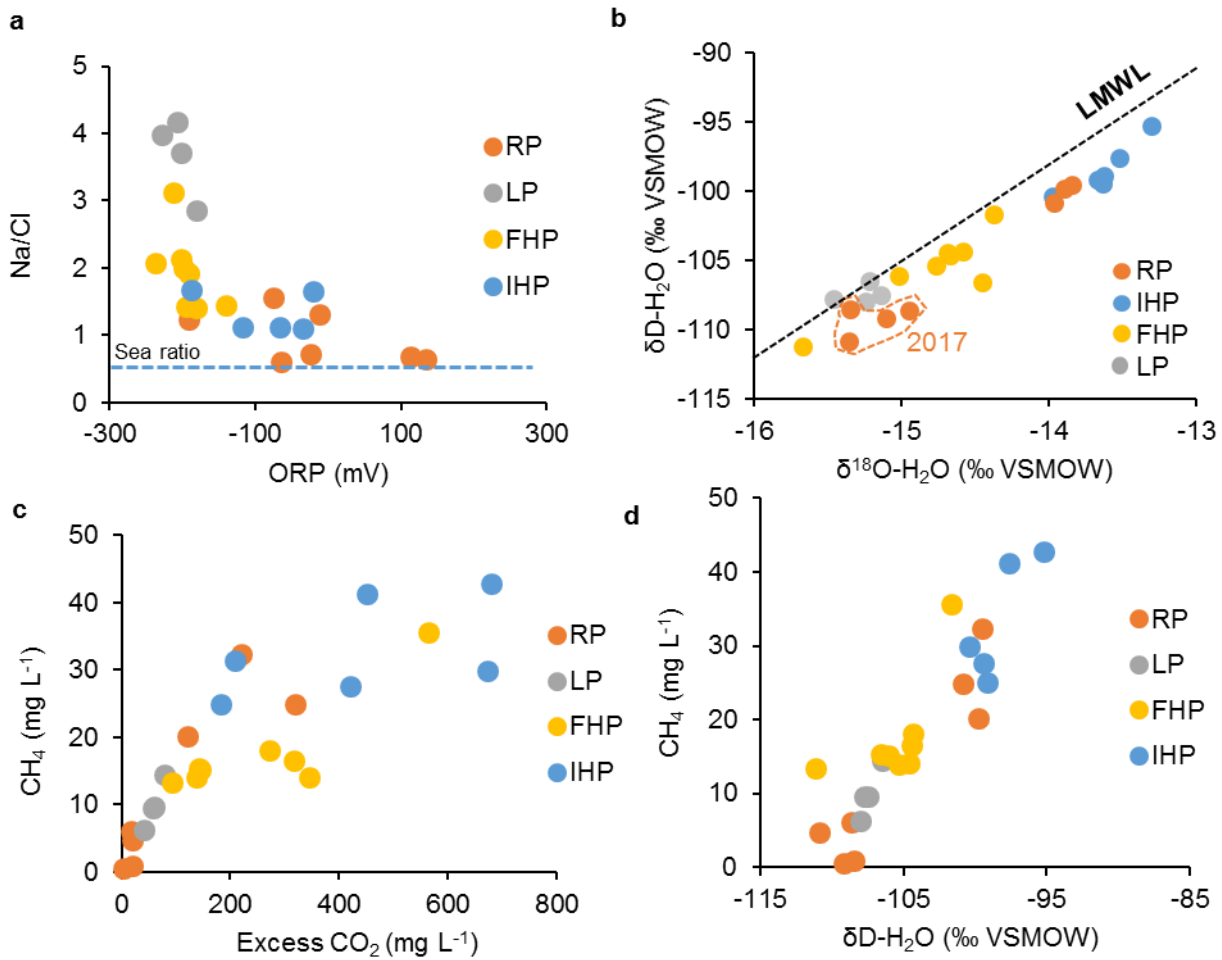 a
5
4
3
2
1
0
Na/Cl
Sea ratio
-300
-100
100
300
ORP (mV)
RP
LP
FHP
IHP
b
-90
-95
-100
-105
-110
-115
δD-H₂O (‰ VSMOW)
LMWL
2017
-16
-15
-14
-13
δ¹⁸O-H₂O (‰ VSMOW)
RP
IHP
FHP
LP
c
50
40
30
20
10
0
CH₄ (mg L⁻¹)
0
200
400
600
800
Excess CO₂ (mg L⁻¹)
RP
LP
FHP
IHP
d
50
40
30
20
10
0
CH₄ (mg L⁻¹)
-115
-105
-95
-85
δD-H₂O (‰ VSMOW)
RP
LP
FHP
IHP